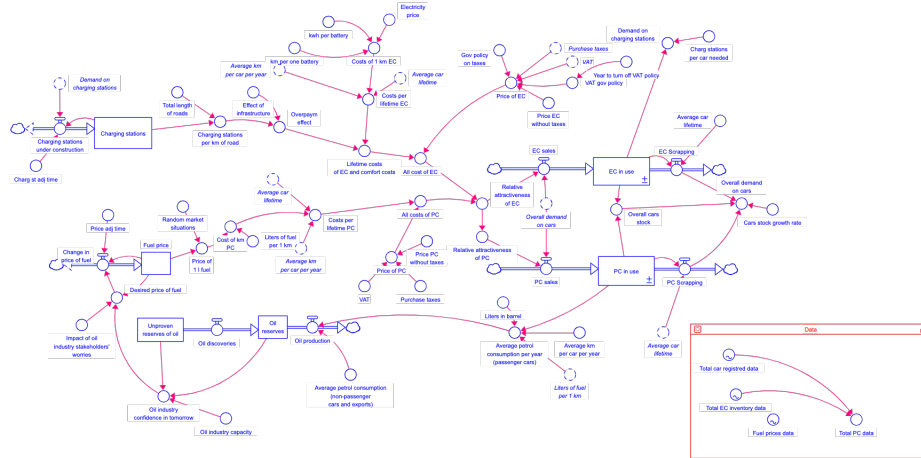 Electricity
price
kwh per battery
km per one battery
Costs of 1 km EC
Average km
per car per year
Average car
lifetime
Costs per
lifetime EC
Gov policy
on taxes
Purchase taxes
VAT
Year to turn off VAT policy
VAT gov policy
Price of EC
Price EC
without taxes
Demand on
charging stations
Charg stations
per car needed
Demand on
charging stations
Charging stations
under construction
Charging stations
Charg st adj time
Total length
of roads
Charging stations
per km of road
Effect of
infrastructure
Overpaym
effect
Lifetime costs
of EC and comfort costs
All cost of EC
EC sales
EC in use
EC Scrapping
Average car
lifetime
Relative
attractiveness
of EC
Overall demand
on cars
Overall cars
stock
Overall demand
on cars
Cars stock growth rate
Average car
lifetime
Costs per
lifetime PC
Average km
per car per year
Liters of fuel
per 1 km
Cost of km
PC
Random market
situations
Price of
1 l fuel
Price adj time
Change in
price of fuel
Fuel price
Desired price of fuel
Impact of oil
industry stakeholders'
worries
All costs of PC
Price PC
without taxes
Price of PC
VAT
Purchase taxes
Relative attractiveness
of PC
PC sales
PC in use
PC Scrapping
Average car
lifetime
Unproven
reserves of oil
Oil discoveries
Oil
reserves
Oil production
Average petrol consumption
(non-passenger
cars and exports)
Oil industry
confidence in tomorrow
Oil industry capacity
Liters in barrel
Average petrol
consumption per year
(passenger cars)
Average km
per car per year
Liters of fuel
per 1 km
Data
Total car registred data
Total EC inventory data
Fuel prices data
Total PC data